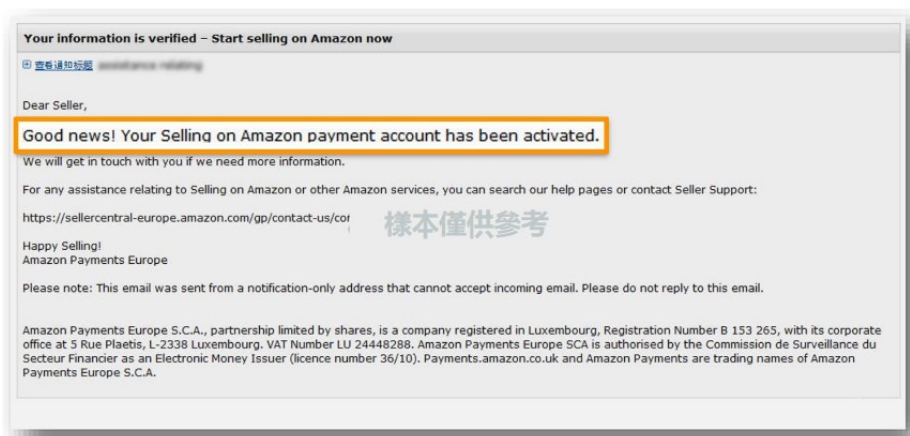 Your information is verified – Start selling on Amazon now
查看通知标题
Dear Seller,
Good news! Your Selling on Amazon payment account has been activated.
We will get in touch with you if we need more information.
For any assistance relating to Selling on Amazon or other Amazon services, you can search our help pages or contact Seller Support:
https://sellercentral-europe.amazon.com/gp/contact-us/
樣本僅供參考
Happy Selling!
Amazon Payments Europe
Please note: This email was sent from a notification-only address that cannot accept incoming email. Please do not reply to this email.
Amazon Payments Europe S.C.A., partnership limited by shares, is a company registered in Luxembourg, Registration Number B 153 265, with its corporate
office at 5 Rue Plaetis, L-2338 Luxembourg. VAT Number LU 24448288. Amazon Payments Europe SCA is authorised by the Commission de Surveillance du
Secteur Financier as an Electronic Money Issuer (licence number 36/10). Payments.amazon.co.uk and Amazon Payments are trading names of Amazon
Payments Europe S.C.A.